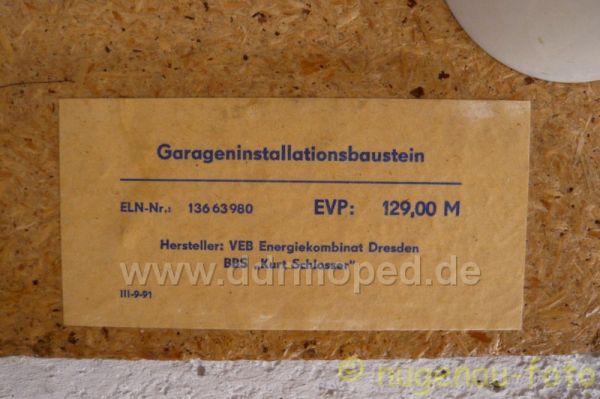 Garageninstallationsbaustein
ELN-Nr.: 136 63 980 EVP: 129,00 M
Hersteller: VEB Energiekombinat Dresden
BBS „Kurt Schlosser"
III-9-91
www.ddrmoped.de
© nugenau-foto